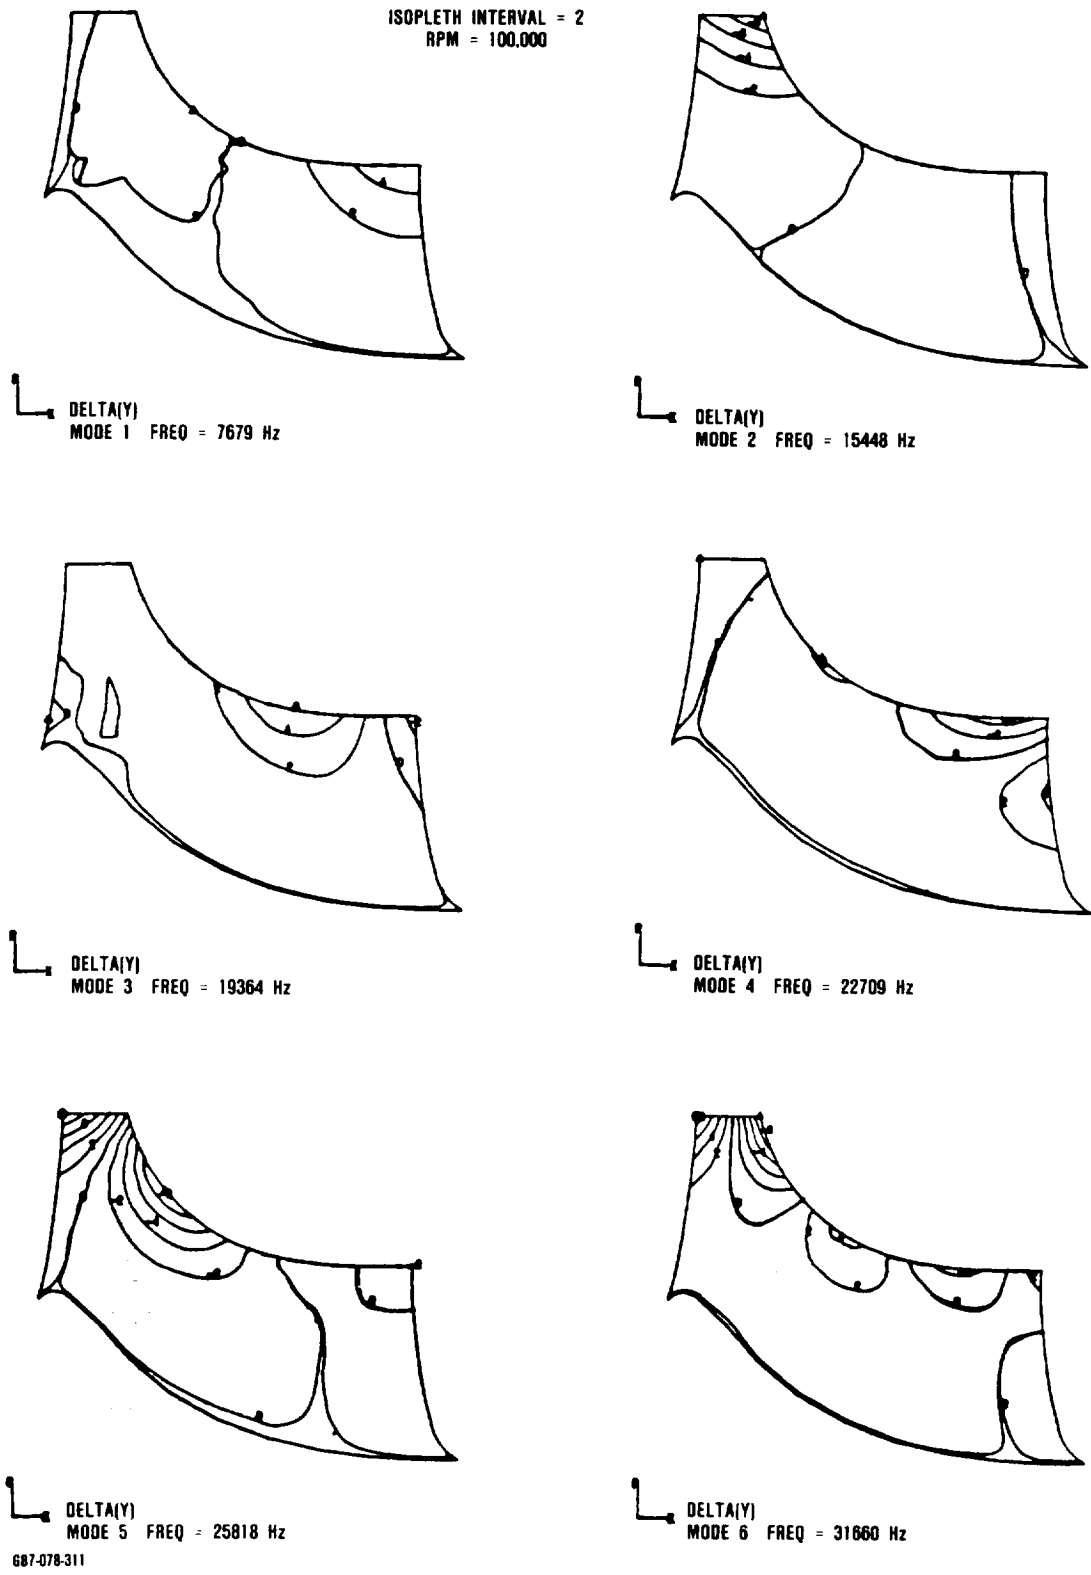 ISOPLETH INTERVAL = 2
RPM = 100,000
DELTA(Y)
MODE 1 FREQ = 7679 Hz
DELTA(Y)
MODE 2 FREQ = 15448 Hz
DELTA(Y)
MODE 3 FREQ = 19364 Hz
DELTA(Y)
MODE 4 FREQ = 22709 Hz
DELTA(Y)
MODE 5 FREQ = 25818 Hz
DELTA(Y)
MODE 6 FREQ = 31660 Hz
G87-078-311